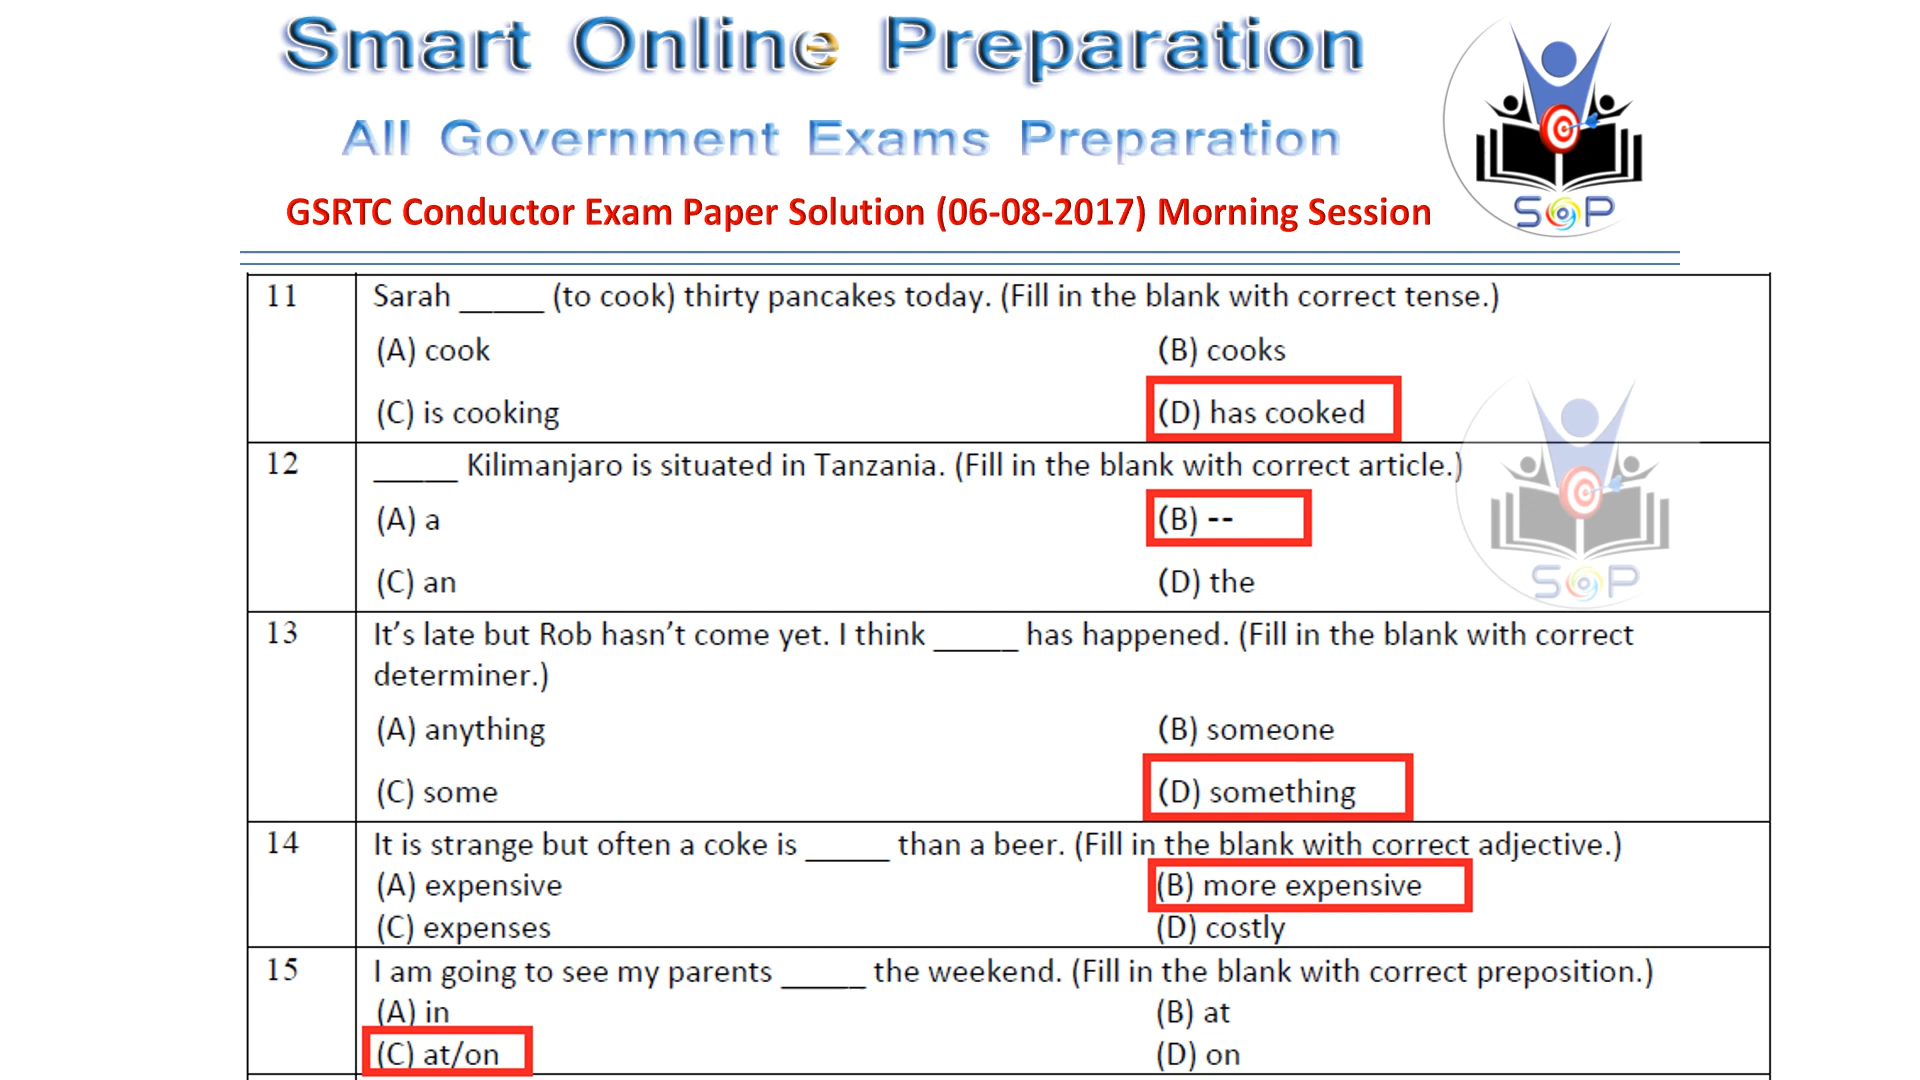 Smart Online Preparation
All Government Exams Preparation
GSRTC Conductor Exam Paper Solution (06-08-2017) Morning Session
SOP
11 Sarah _____ (to cook) thirty pancakes today. (Fill in the blank with correct tense.)
(A) cook (B) cooks
(C) is cooking (D) has cooked
12 _____ Kilimanjaro is situated in Tanzania. (Fill in the blank with correct article.)
(A) a (B) --
(C) an (D) the
SOP
13 It’s late but Rob hasn’t come yet. I think _____ has happened. (Fill in the blank with correct
determiner.)
(A) anything (B) someone
(C) some (D) something
14 It is strange but often a coke is _____ than a beer. (Fill in the blank with correct adjective.)
(A) expensive (B) more expensive
(C) expenses (D) costly
15 I am going to see my parents _____ the weekend. (Fill in the blank with correct preposition.)
(A) in (B) at
(C) at/on (D) on